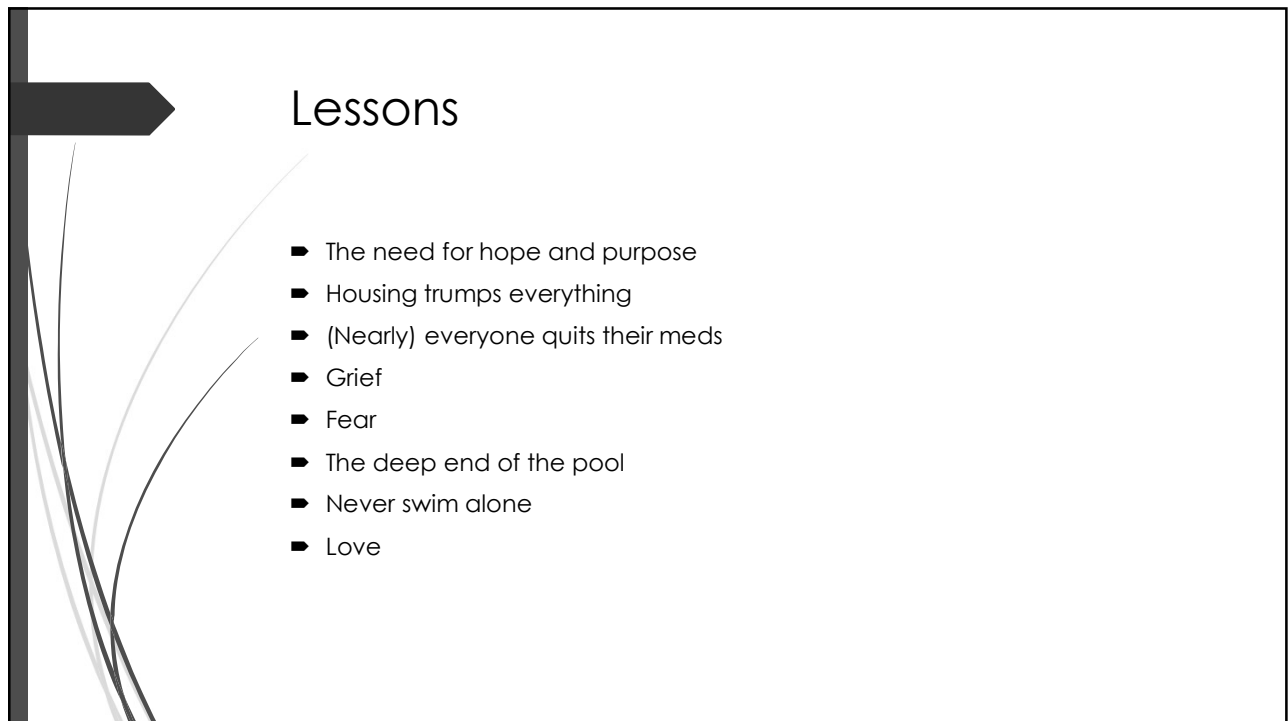 Lessons
The need for hope and purpose
Housing trumps everything
(Nearly) everyone quits their meds
Grief
Fear
The deep end of the pool
Never swim alone
Love